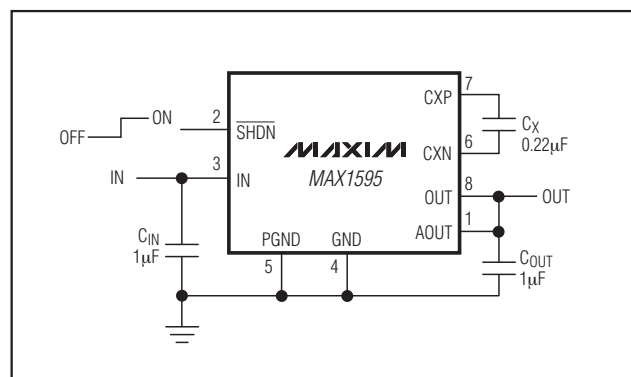 OFF
ON
2
SHDN
IN
3
IN
CIN
1µF
MAXIM
MAX1595
PGND
5
GND
4
7
CXP
CX
0.22µF
6
CXN
OUT
8
OUT
AOUT
1
COUT
1µF